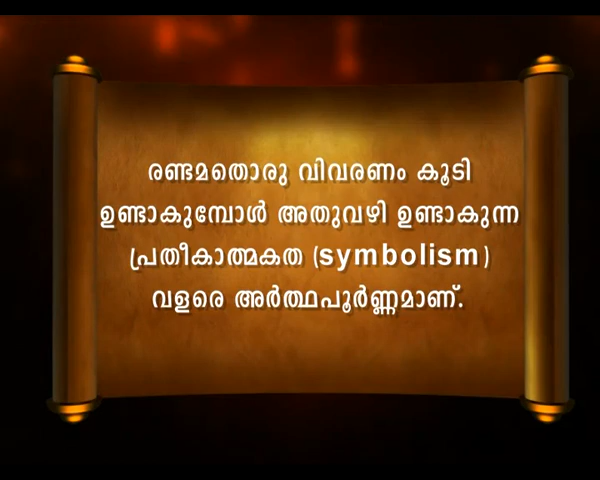 രണ്ടമതൊരു വിവരണം കൂടി
ഉണ്ടാകുമ്പോൾ അതുവഴി ഉണ്ടാകുന്ന
പ്രതീകാത്മകത (symbolism)
വളരെ അർത്ഥപൂർണ്ണമാണ്.